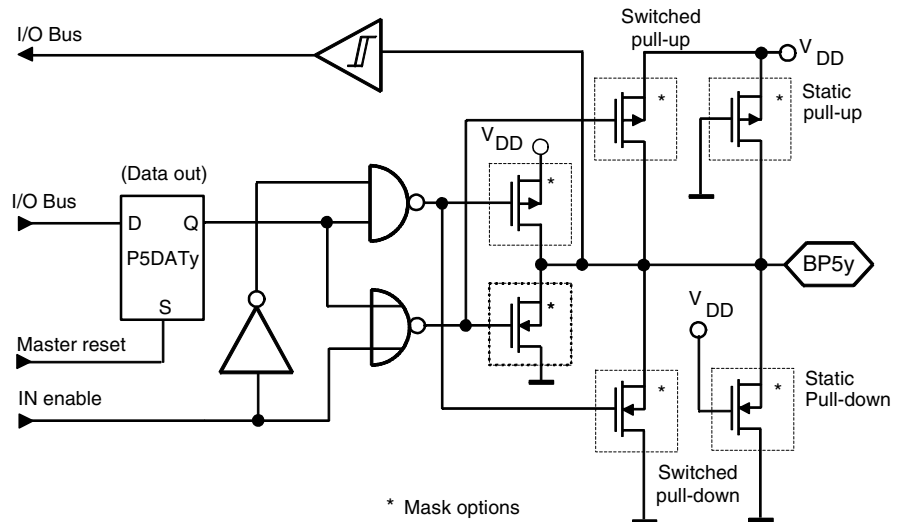 I/O Bus
Switched
pull-up
V DD
*
*
Static
pull-up
V DD
*
(Data out)
I/O Bus
D Q
P5DATy
S
BP5y
*
V DD
Master reset
IN enable
*
*
Static
Pull-down
Switched
pull-down
* Mask options